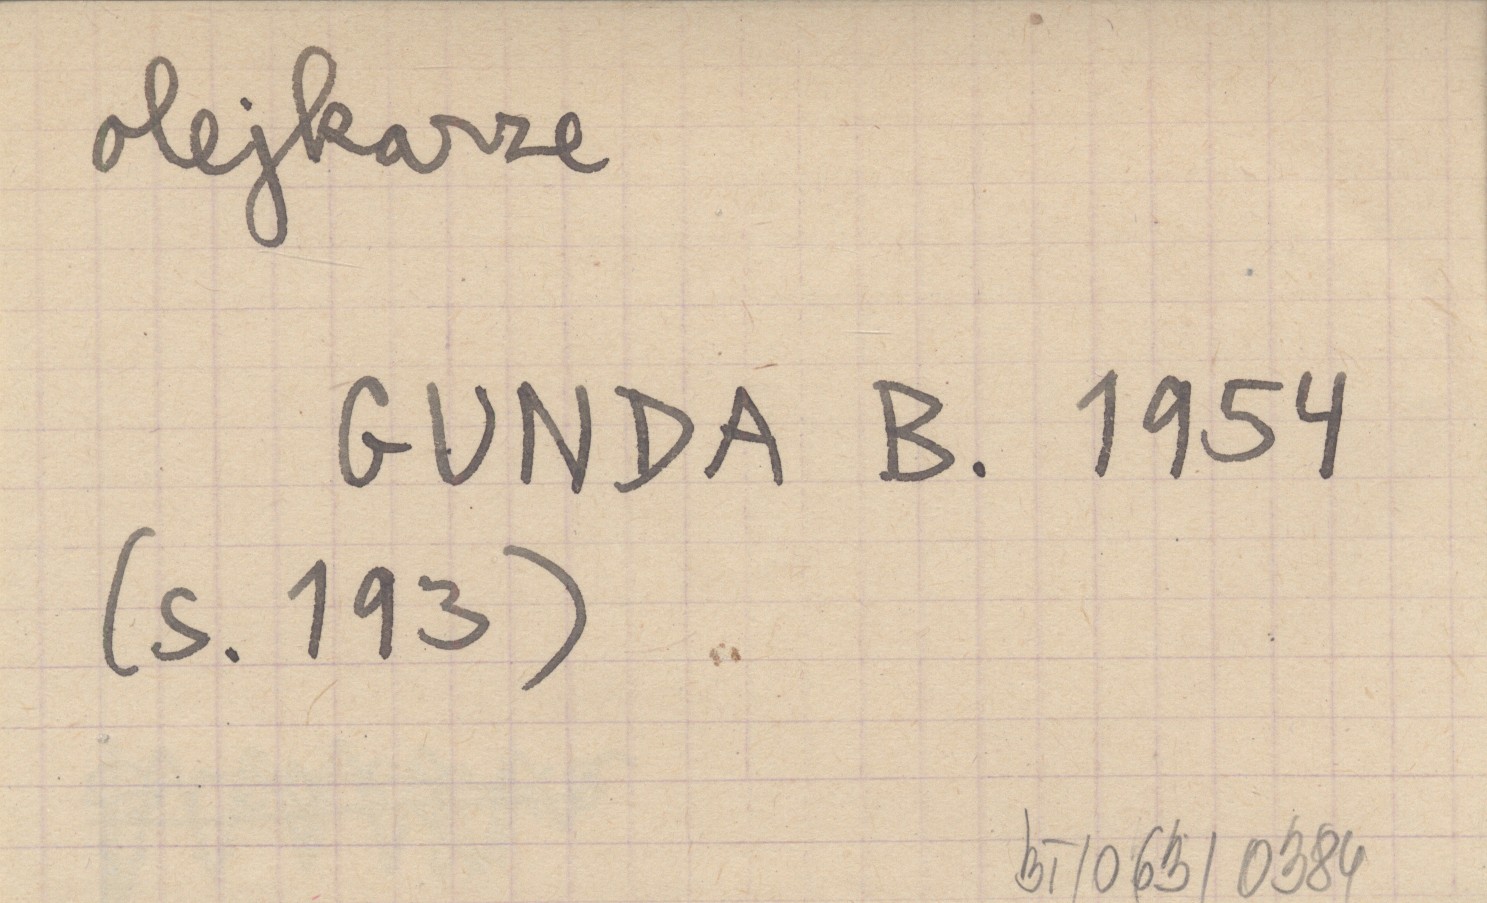 olejkarze
GUNDA B. 1954
(s. 193)
BT/063/0384